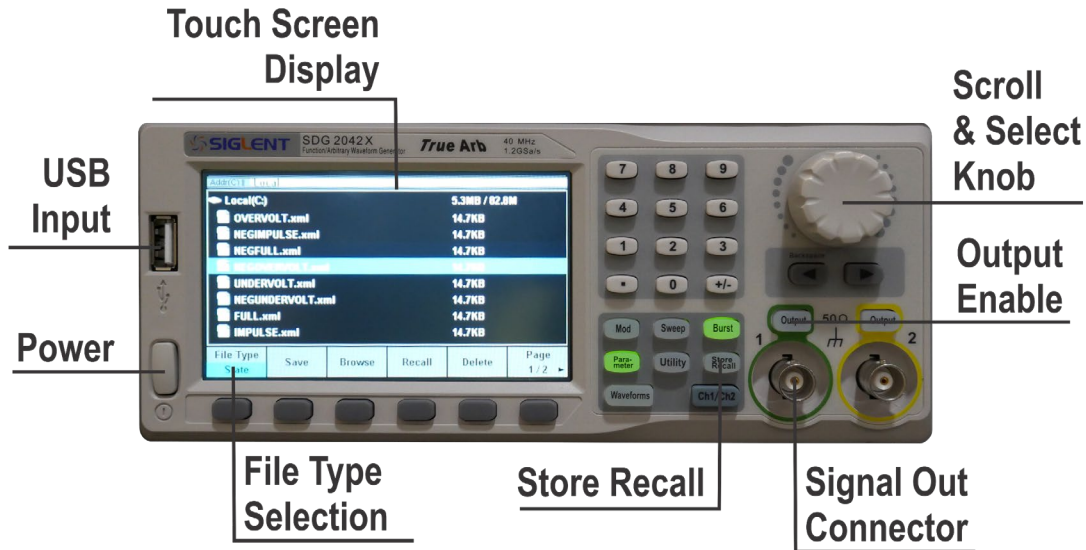 Touch Screen
Display
Scroll
& Select
Knob
USB
Input
Output
Enable
Power
File Type
Selection
Store Recall
Signal Out
Connector
SIGLENT
SDG 2042X
Function/Arbitrary Waveform Generator
True Arb
40 MHz
1.2GSa/s
Local(C:) 5.3MB / 82.8M
OVERVOLT.xml 14.7KB
NEGIMPULSE.xml 14.7KB
NEGFULL.xml 14.7KB
UNDERVOLT.xml 14.7KB
NEGUNDERVOLT.xml 14.7KB
FULL.xml 14.7KB
IMPULSE.xml 14.7KB
File Type
State
Save
Browse
Recall
Delete
Page
1 / 2
7 8 9
4 5 6
1 2 3
. 0 +/-
Mod Sweep Burst
Para-
meter
Utility
Store
Recall
Waveforms
Ch1/Ch2
Output 50Ω Output
1 2